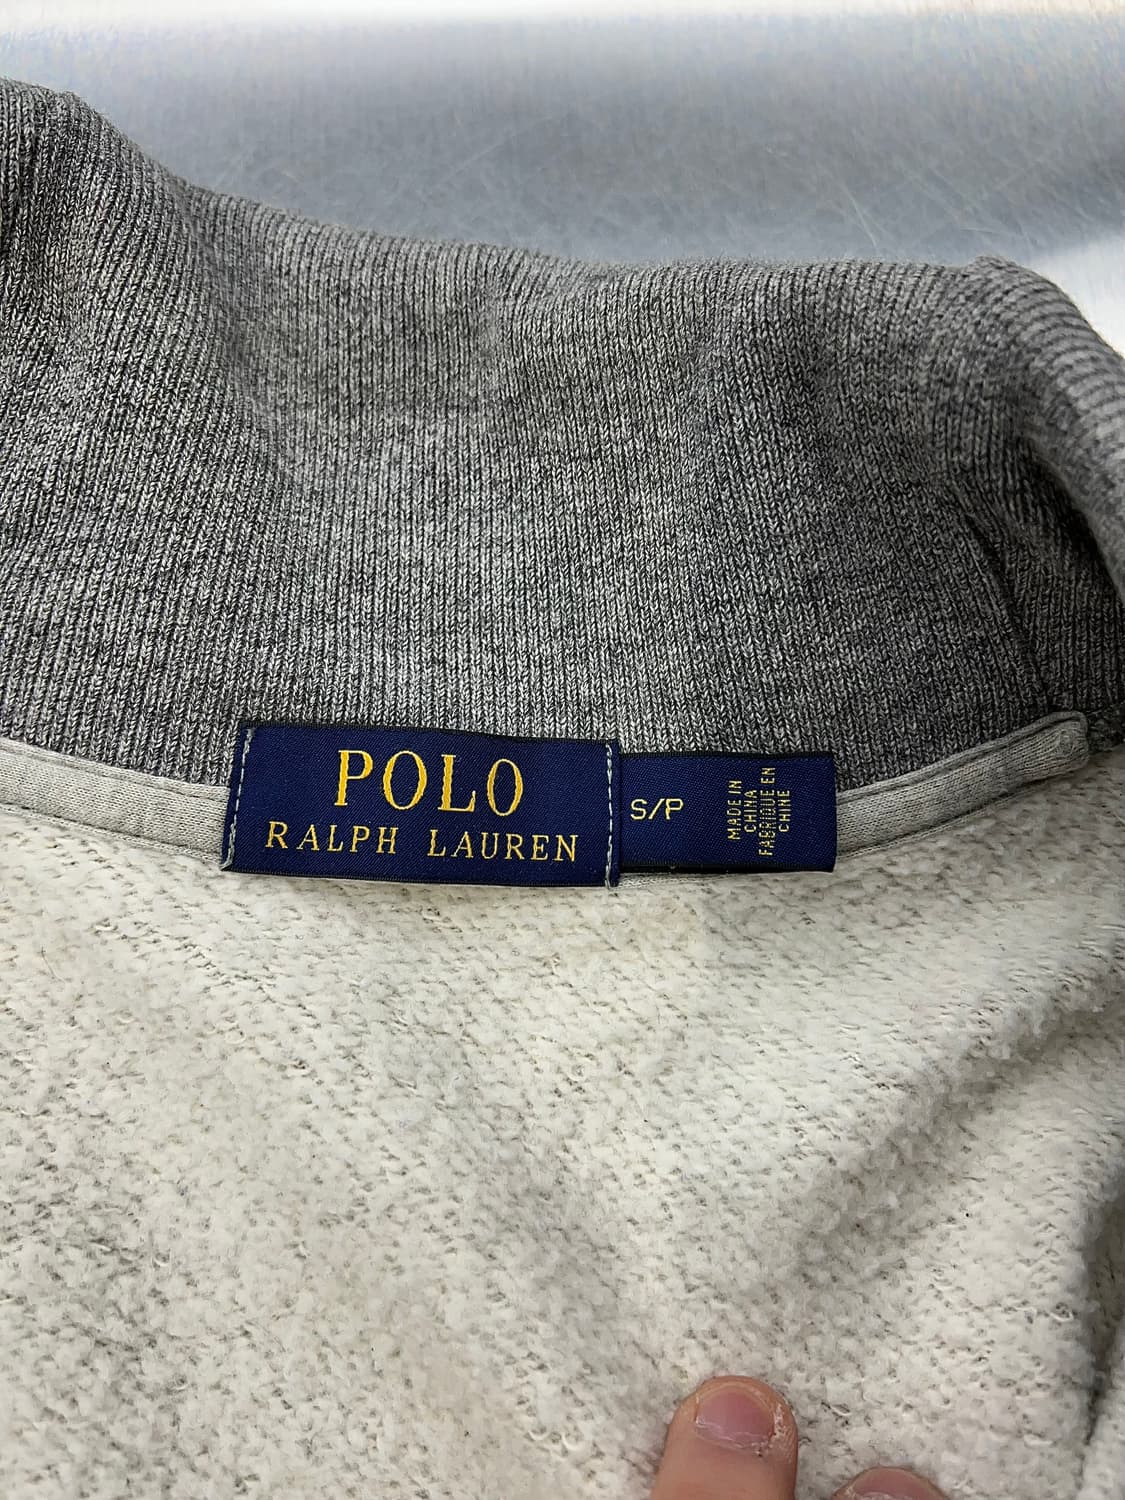 POLO
RALPH LAUREN
S/P
MADE IN
CHINA
FABRIQUE EN
CHINE